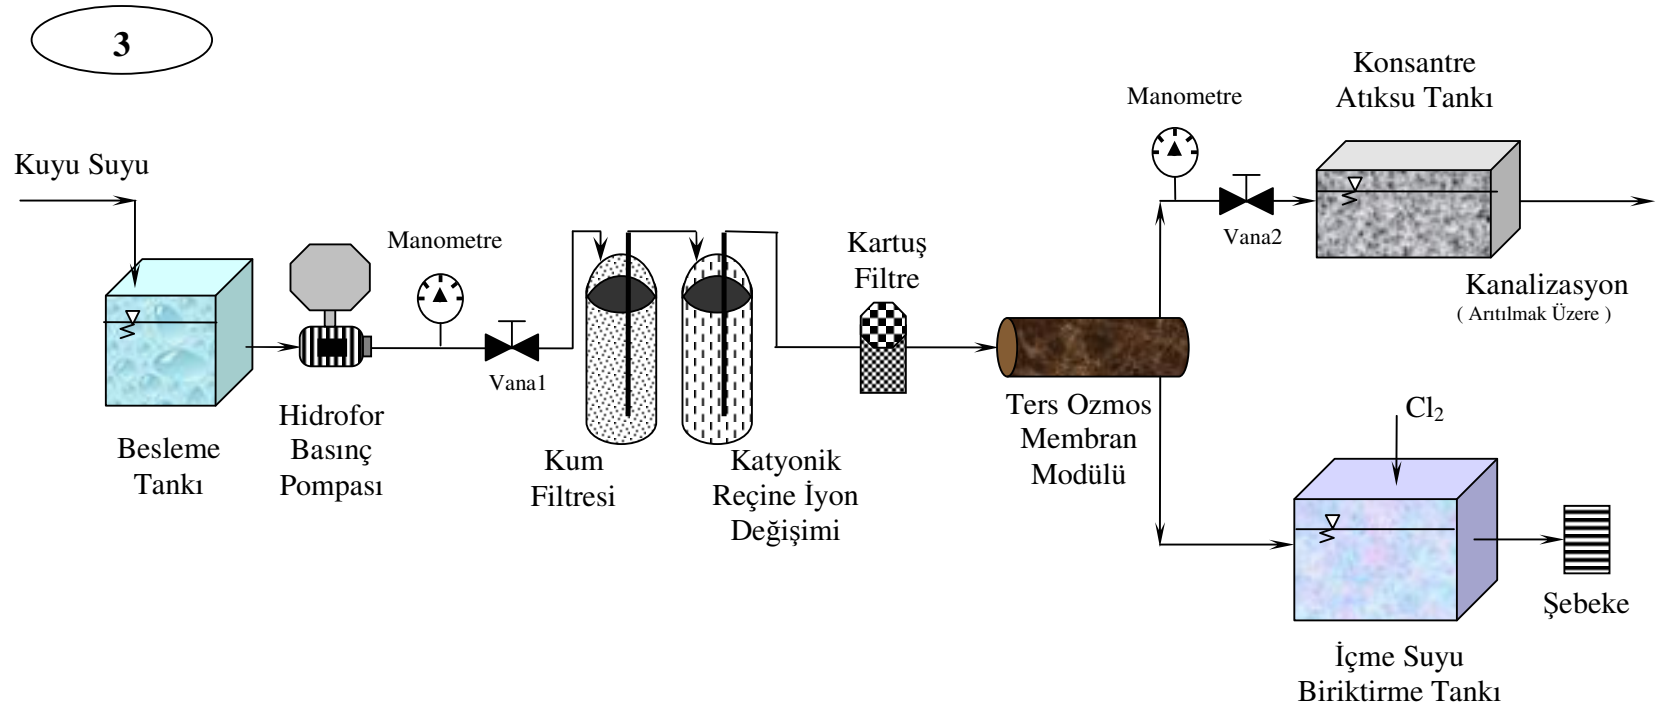 3
Kuyu Suyu
Besleme
Tankı
Hidrofor
Basınç
Pompası
Manometre
Vana1
Kum
Filtresi
Katyonik
Reçine İyon
Değişimi
Kartuş
Filtre
Ters Ozmos
Membran
Modülü
Manometre
Vana2
Konsantre
Atıksu Tankı
Kanalizasyon
( Arıtılmak Üzere )
Cl₂
İçme Suyu
Biriktirme Tankı
Şebeke